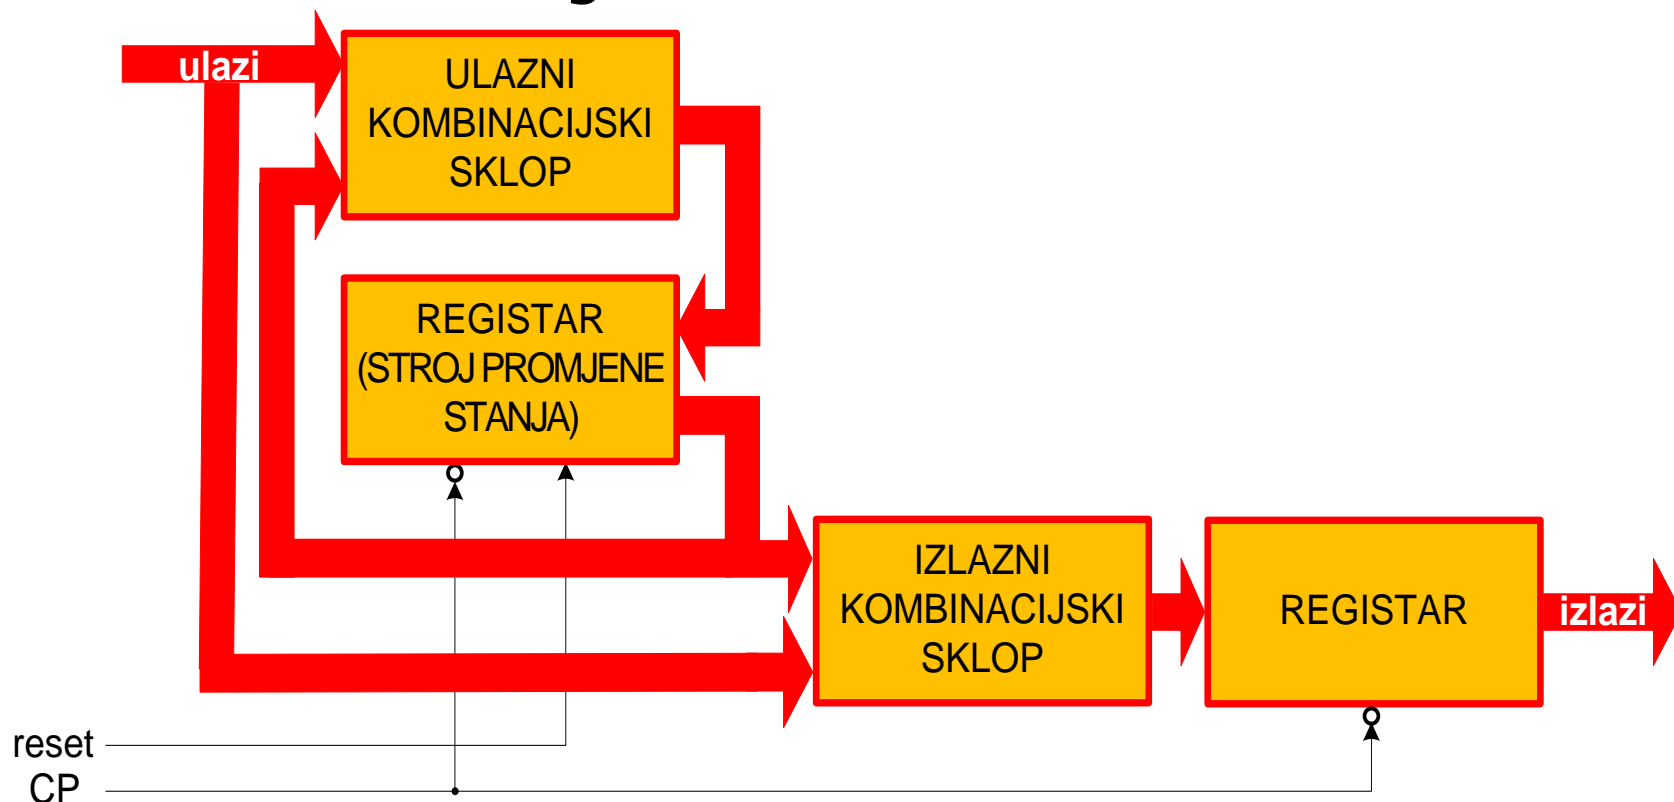 ulazi
ULAZNI
KOMBINACIJSKI
SKLOP
REGISTAR
(STROJ PROMJENE
STANJA)
IZLAZNI
KOMBINACIJSKI
SKLOP
REGISTAR
izlazi
reset
CP